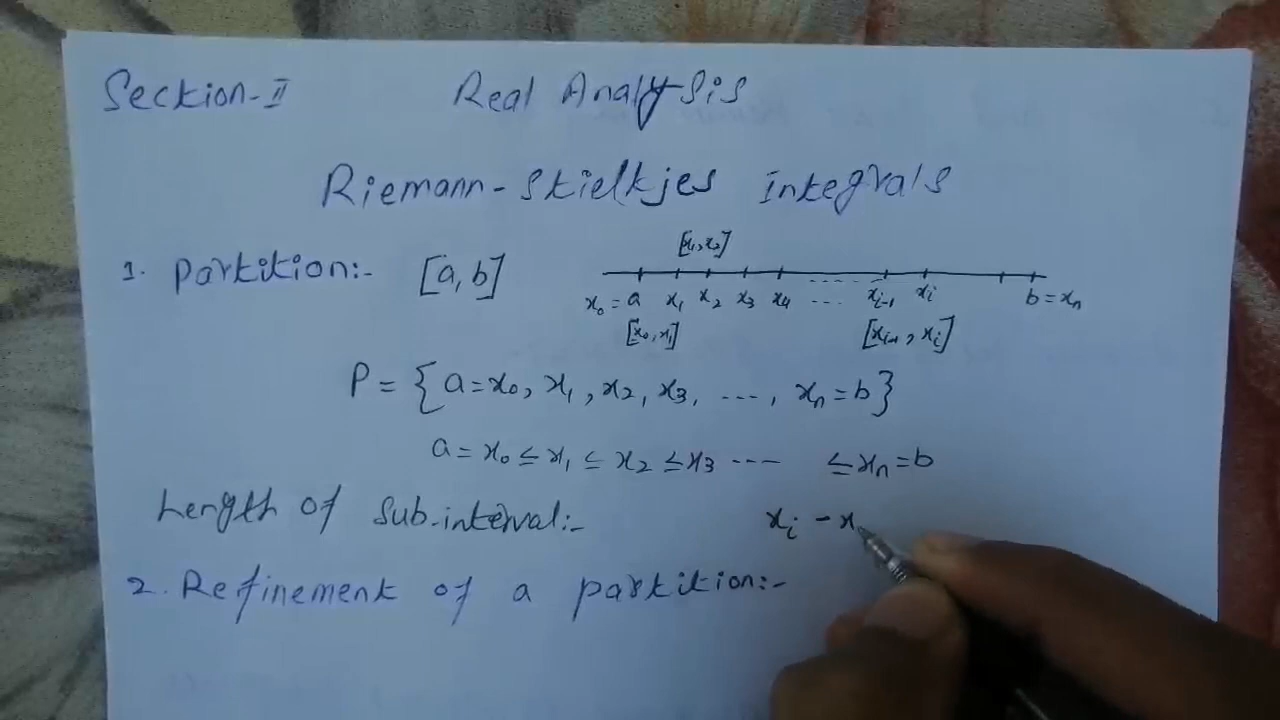 Section-II Real Analysis
Riemann-Stieltjes Integrals
[x₁,x₂]
1. Partition:- [a,b]
x₀=a x₁ x₂ x₃ x₄ .... xᵢ₋₁ xᵢ b=xₙ
[x₀,x₁] [xᵢ₋₁, xᵢ]
P = {a=x₀, x₁, x₂, x₃, ---, xₙ=b}
a=x₀≤x₁≤x₂≤x₃ ---- ≤xₙ=b
Length of Sub-interval:- xᵢ -x
2. Refinement of a partition:-